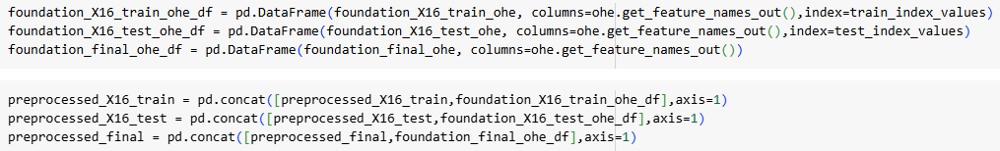 foundation_X16_train_ohe_df = pd.DataFrame(foundation_X16_train_ohe, columns=ohe.get_feature_names_out(),index=train_index_values)
foundation_X16_test_ohe_df = pd.DataFrame(foundation_X16_test_ohe, columns=ohe.get_feature_names_out(),index=test_index_values)
foundation_final_ohe_df = pd.DataFrame(foundation_final_ohe, columns=ohe.get_feature_names_out())
preprocessed_X16_train = pd.concat([preprocessed_X16_train,foundation_X16_train_ohe_df],axis=1)
preprocessed_X16_test = pd.concat([preprocessed_X16_test,foundation_X16_test_ohe_df],axis=1)
preprocessed_final = pd.concat([preprocessed_final,foundation_final_ohe_df],axis=1)